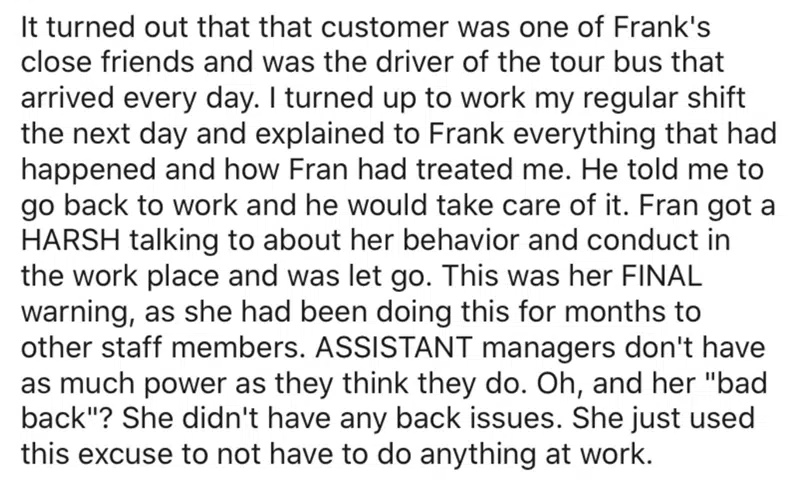 It turned out that that customer was one of Frank's
close friends and was the driver of the tour bus that
arrived every day. I turned up to work my regular shift
the next day and explained to Frank everything that had
happened and how Fran had treated me. He told me to
go back to work and he would take care of it. Fran got a
HARSH talking to about her behavior and conduct in
the work place and was let go. This was her FINAL
warning, as she had been doing this for months to
other staff members. ASSISTANT managers don't have
as much power as they think they do. Oh, and her "bad
back"? She didn't have any back issues. She just used
this excuse to not have to do anything at work.